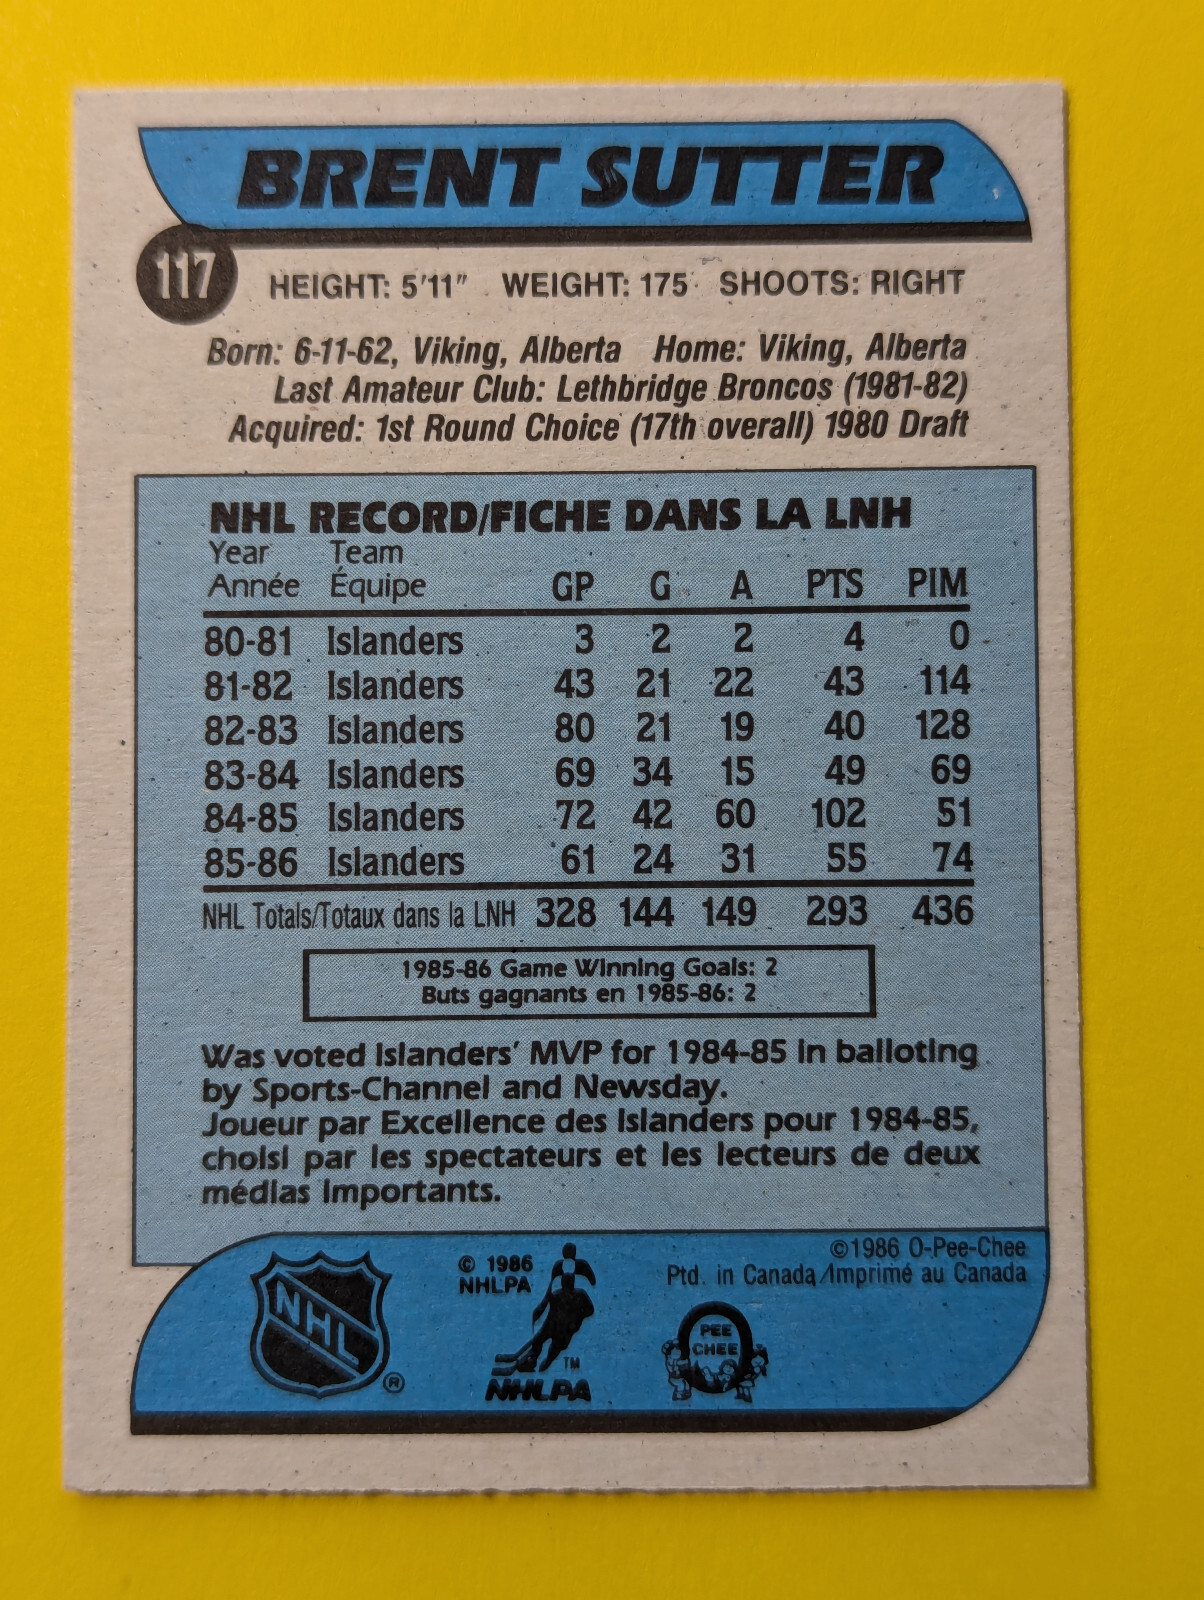 BRENT SUTTER
117
HEIGHT: 5'11" WEIGHT: 175 SHOOTS: RIGHT
Born: 6-11-62, Viking, Alberta Home: Viking, Alberta
Last Amateur Club: Lethbridge Broncos (1981-82)
Acquired: 1st Round Choice (17th overall) 1980 Draft
NHL RECORD/FICHE DANS LA LNH
Year Team
Année Équipe GP G A PTS PIM
80-81 Islanders 3 2 2 4 0
81-82 Islanders 43 21 22 43 114
82-83 Islanders 80 21 19 40 128
83-84 Islanders 69 34 15 49 69
84-85 Islanders 72 42 60 102 51
85-86 Islanders 61 24 31 55 74
NHL Totals/Totaux dans la LNH 328 144 149 293 436
1985-86 Game Winning Goals: 2
Buts gagnants en 1985-86: 2
Was voted Islanders' MVP for 1984-85 in balloting
by Sports-Channel and Newsday.
Joueur par Excellence des Islanders pour 1984-85,
choisi par les spectateurs et les lecteurs de deux
médias importants.
NHL ®
© 1986
NHLPA
TM
NHLPA
©1986 O-Pee-Chee
Ptd. in Canada/Imprimé au Canada
PEE
CHEE